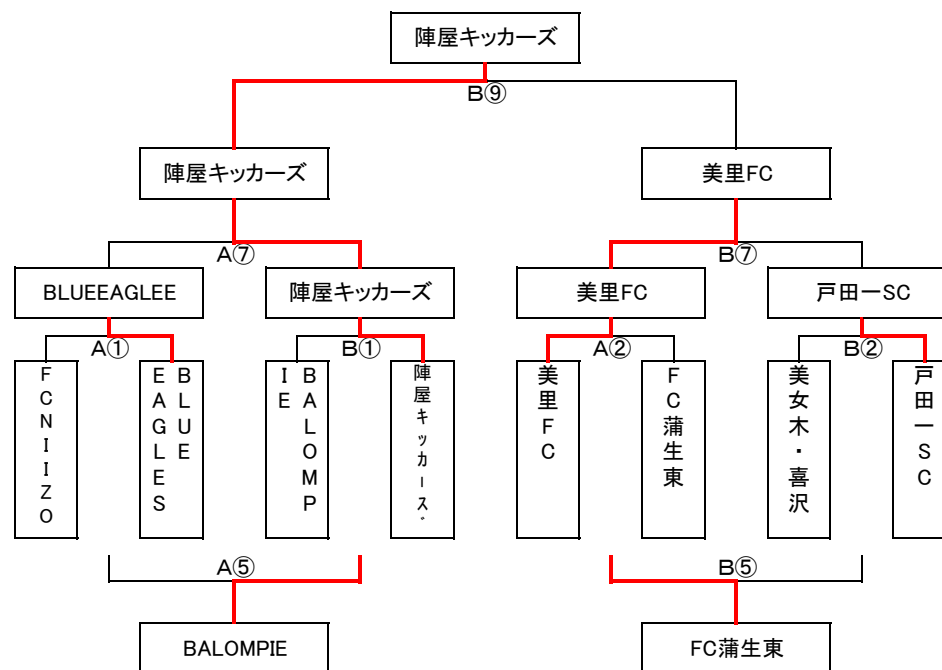 陣屋キッカーズ
B⑨
陣屋キッカーズ
美里FC
A⑦
B⑦
BLUEEAGLEE
陣屋キッカーズ
美里FC
戸田一SC
A①
B①
A②
B②
FCNIIZO
BLUE
EAGLES
BALOMP
IE
陣屋キッカーズ
美里FC
FC蒲生東
美女木・喜沢
戸田一SC
A⑤
B⑤
BALOMPIE
FC蒲生東